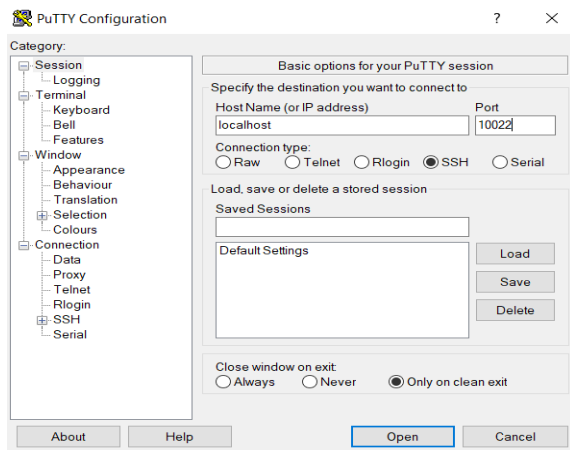 PuTTY Configuration
? ×
Category:
Session
Logging
Terminal
Keyboard
Bell
Features
Window
Appearance
Behaviour
Translation
Selection
Colours
Connection
Data
Proxy
Telnet
Rlogin
SSH
Serial
Basic options for your PuTTY session
Specify the destination you want to connect to
Host Name (or IP address) Port
localhost 10022
Connection type:
Raw Telnet Rlogin SSH Serial
Load, save or delete a stored session
Saved Sessions
Default Settings
Load
Save
Delete
Close window on exit:
Always Never Only on clean exit
About Help Open Cancel